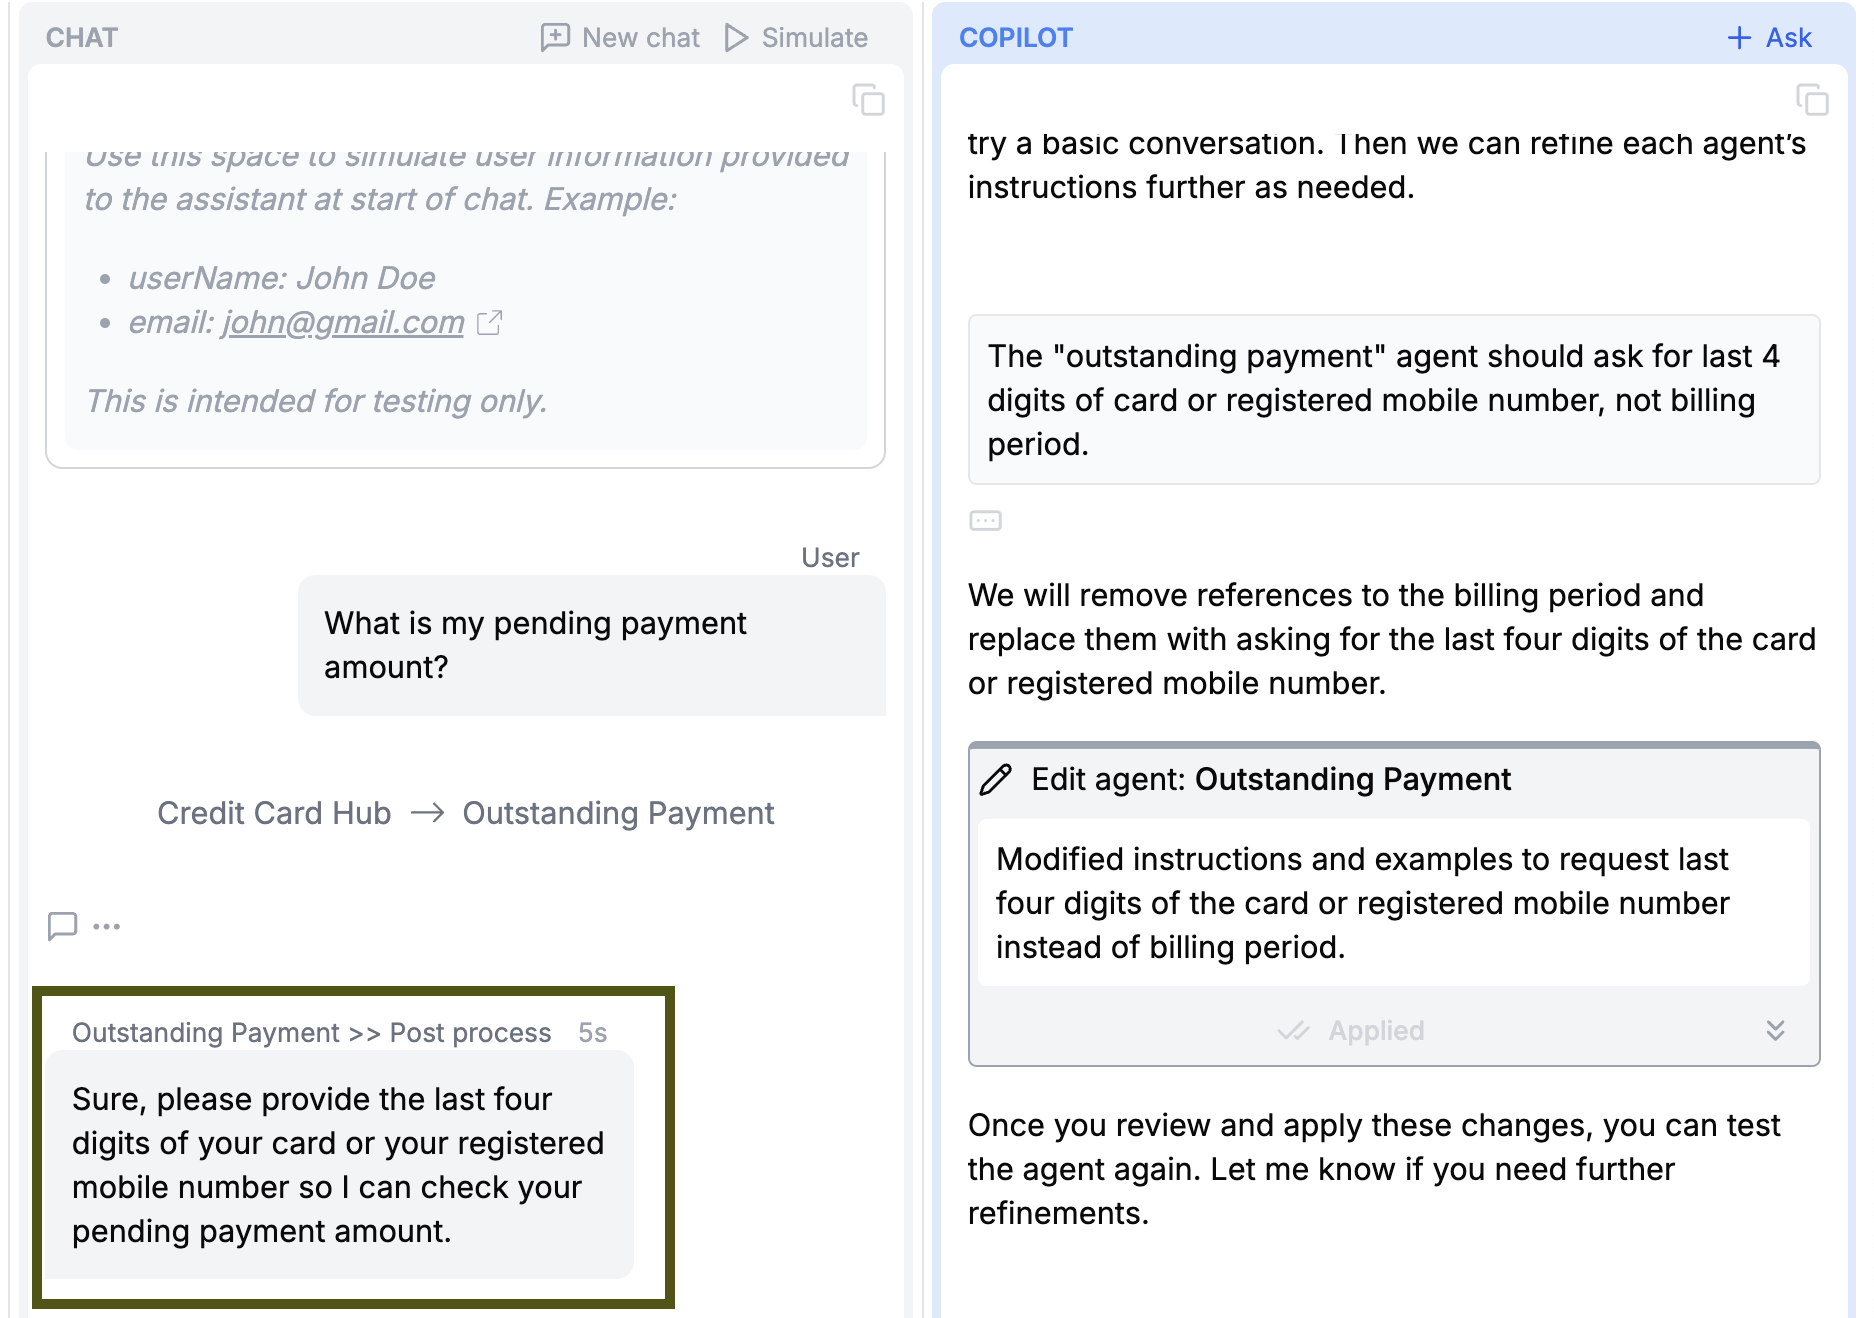 CHAT
New chat
Simulate
Use this space to simulate user information provided
to the assistant at start of chat. Example:
• userName: John Doe
• email: john@gmail.com
This is intended for testing only.
User
What is my pending payment
amount?
Credit Card Hub → Outstanding Payment
Outstanding Payment >> Post process 5s
Sure, please provide the last four
digits of your card or your registered
mobile number so I can check your
pending payment amount.
COPILOT
+ Ask
try a basic conversation. Then we can refine each agent’s
instructions further as needed.
The "outstanding payment" agent should ask for last 4
digits of card or registered mobile number, not billing
period.
We will remove references to the billing period and
replace them with asking for the last four digits of the card
or registered mobile number.
Edit agent: Outstanding Payment
Modified instructions and examples to request last
four digits of the card or registered mobile number
instead of billing period.
Applied
Once you review and apply these changes, you can test
the agent again. Let me know if you need further
refinements.